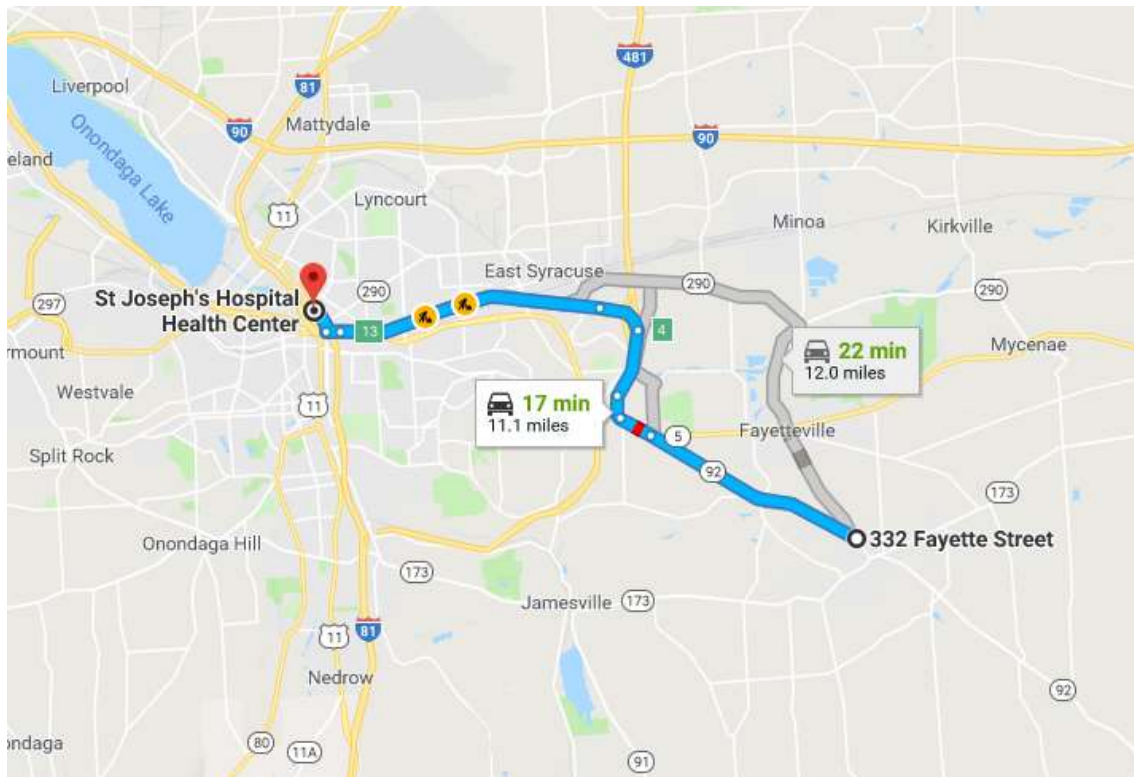 81
481
Liverpool
90
Mattydale
90
eland
Onondaga Lake
Lyncourt
11
Minoa
Kirkville
East Syracuse
290
290
290
297
St Joseph's Hospital
Health Center
13
4
rmount
22 min
12.0 miles
Mycenae
Westvale
17 min
11.1 miles
11
5
Fayetteville
Split Rock
92
173
332 Fayette Street
Onondaga Hill
173
Jamesville
173
11
81
Nedrow
92
ondaga
80
11A
91